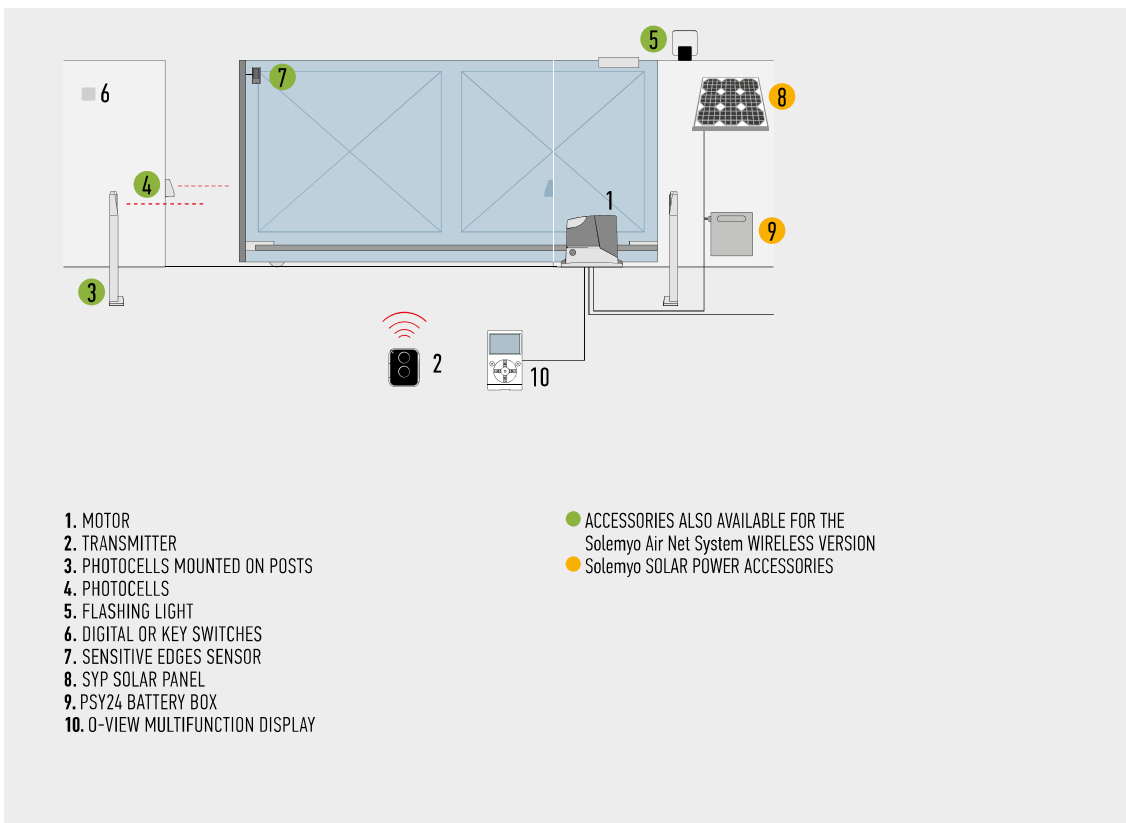 5
7
8
6
4
1
9
3
2
10
1. MOTOR
2. TRANSMITTER
3. PHOTOCELLS MOUNTED ON POSTS
4. PHOTOCELLS
5. FLASHING LIGHT
6. DIGITAL OR KEY SWITCHES
7. SENSITIVE EDGES SENSOR
8. SYP SOLAR PANEL
9. PSY24 BATTERY BOX
10. O-VIEW MULTIFUNCTION DISPLAY
ACCESSORIES ALSO AVAILABLE FOR THE
Solemyo Air Net System WIRELESS VERSION
Solemyo SOLAR POWER ACCESSORIES